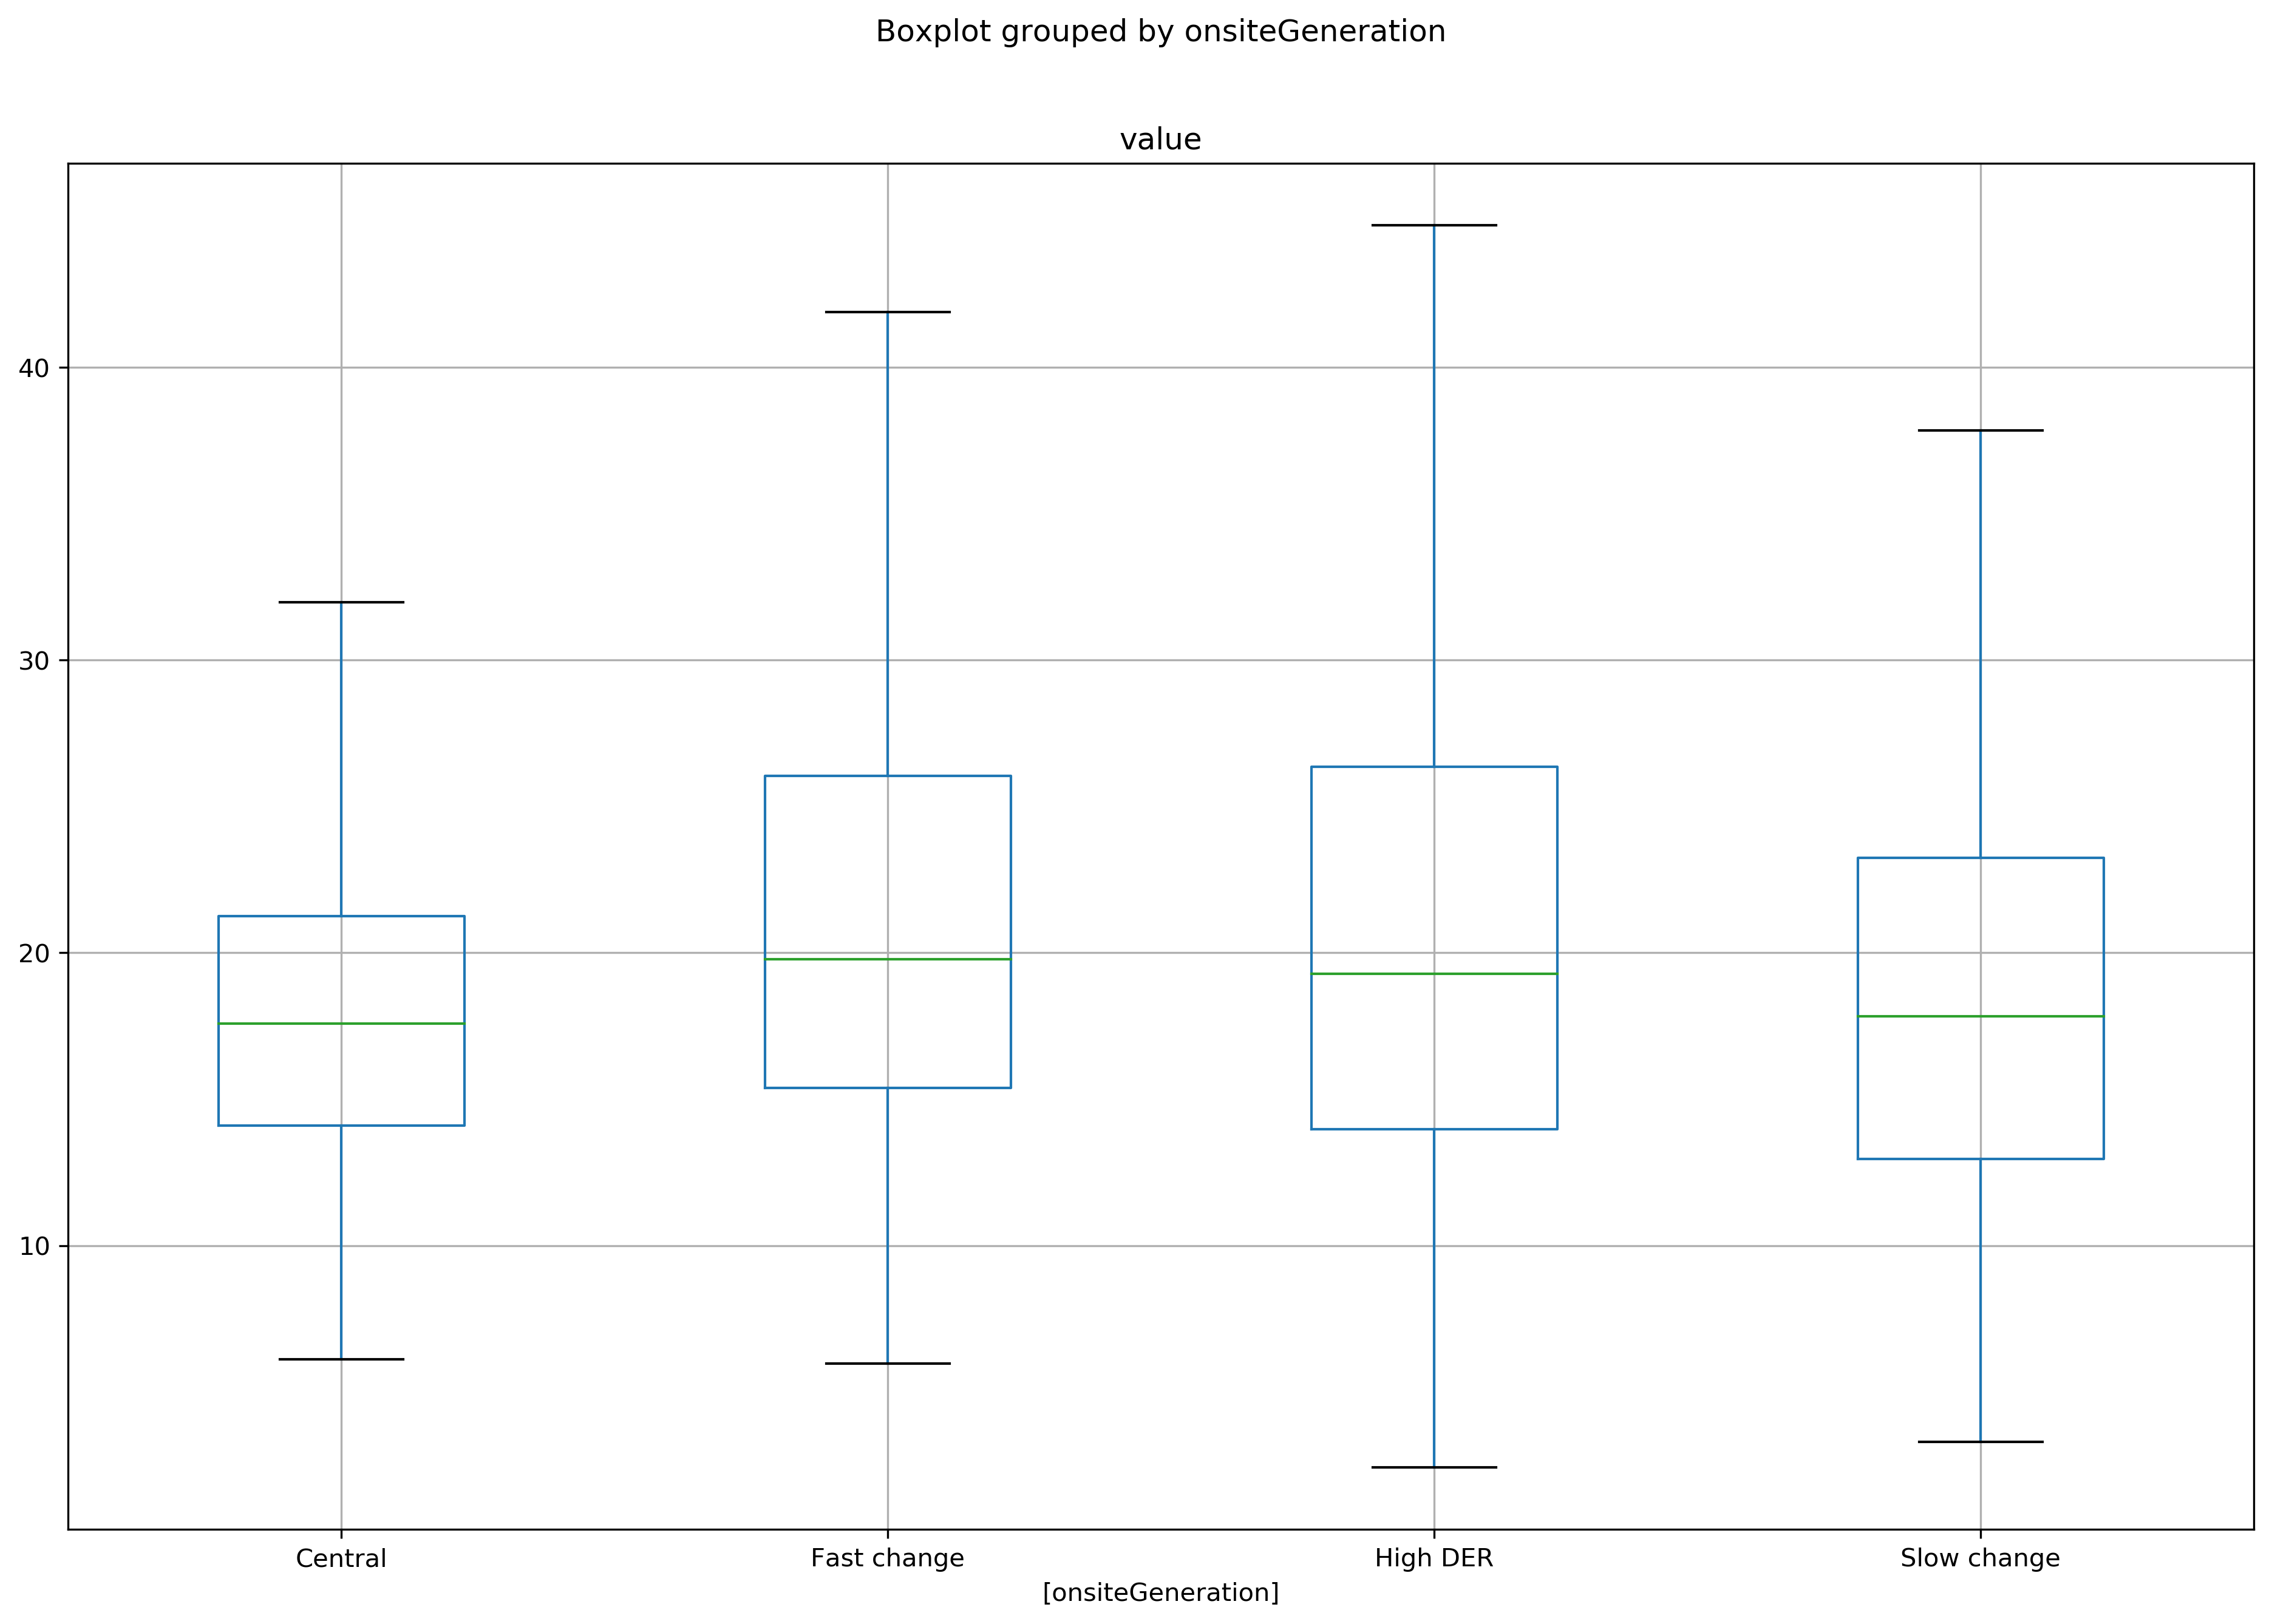 Boxplot grouped by onsiteGeneration
value
40
30
20
10
Central
Fast change
High DER
Slow change
[onsiteGeneration]